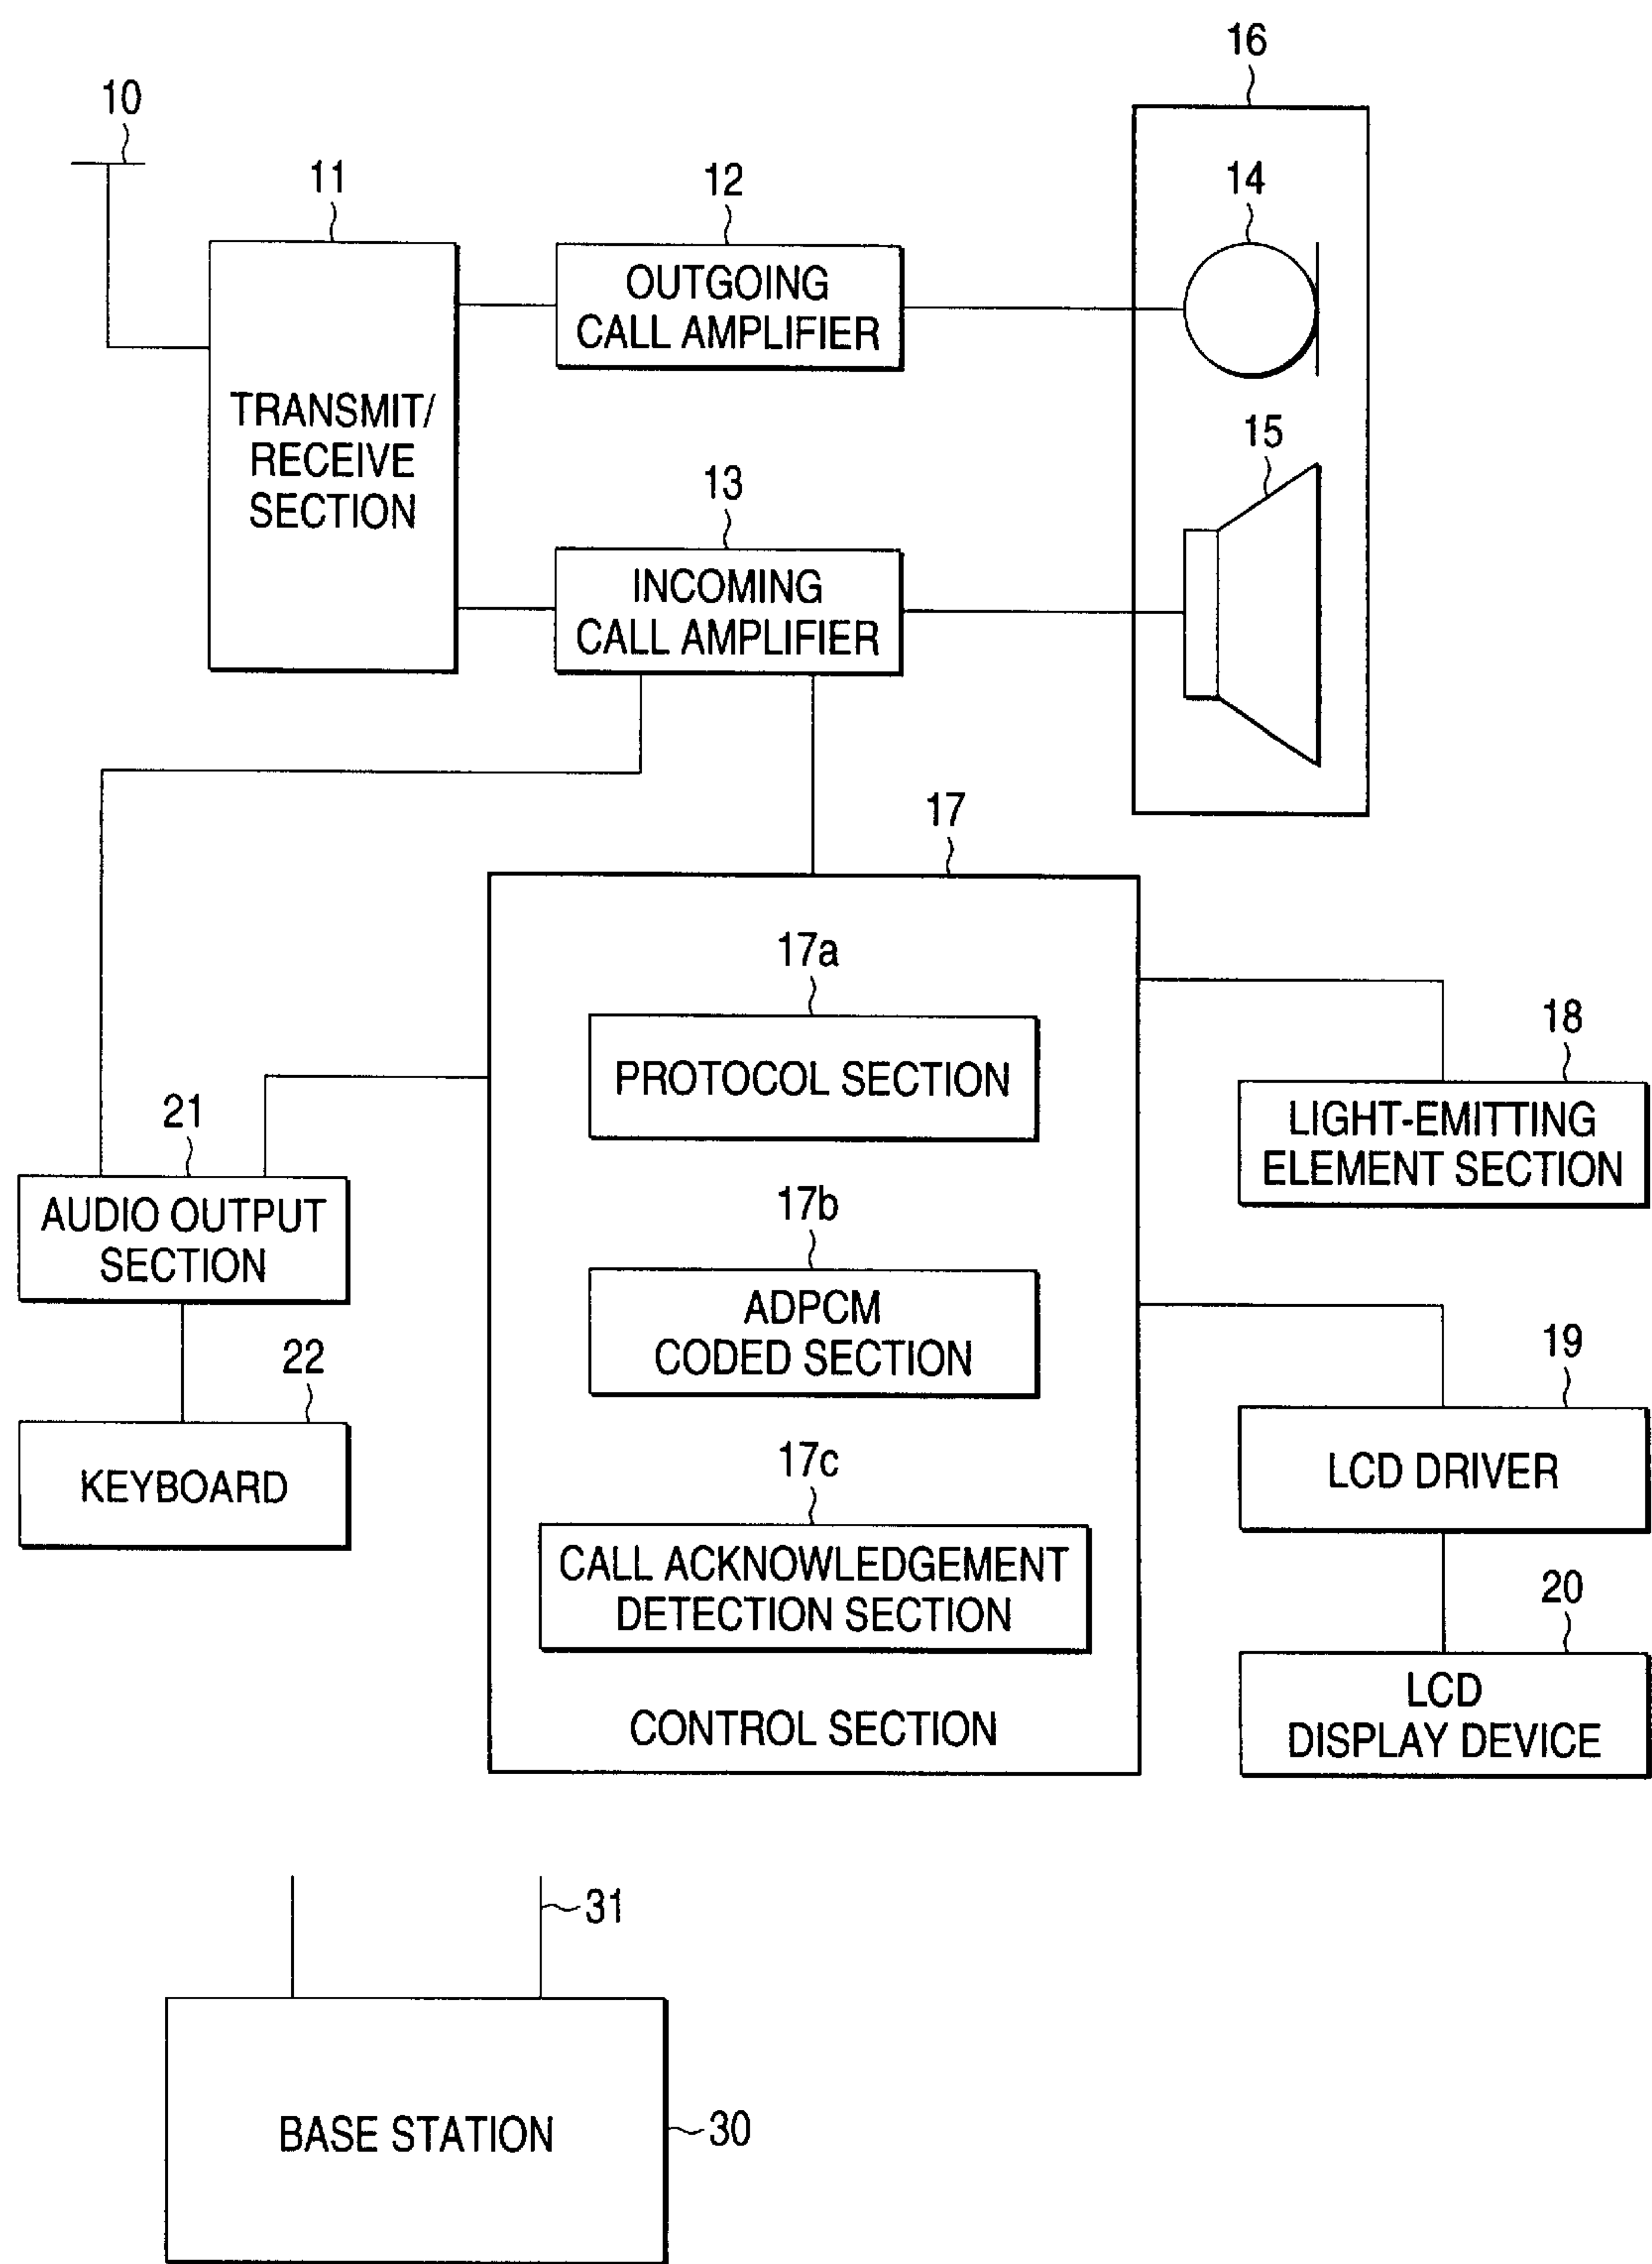 16
10
11
12
14
OUTGOING
CALL AMPLIFIER
TRANSMIT/
RECEIVE
SECTION
15
13
INCOMING
CALL AMPLIFIER
17
17a
PROTOCOL SECTION
18
LIGHT-EMITTING
ELEMENT SECTION
21
AUDIO OUTPUT
SECTION
17b
ADPCM
CODED SECTION
22
KEYBOARD
19
LCD DRIVER
17c
CALL ACKNOWLEDGEMENT
DETECTION SECTION
20
LCD
DISPLAY DEVICE
CONTROL SECTION
31
BASE STATION
30